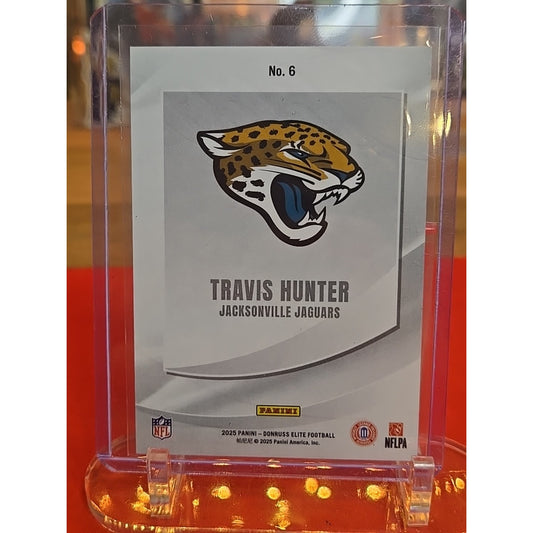 No. 6
TRAVIS HUNTER
JACKSONVILLE JAGUARS
PANINI
NFL
2025 PANINI – DONRUSS ELITE FOOTBALL
© 2025 Panini America, Inc.
NFLPA